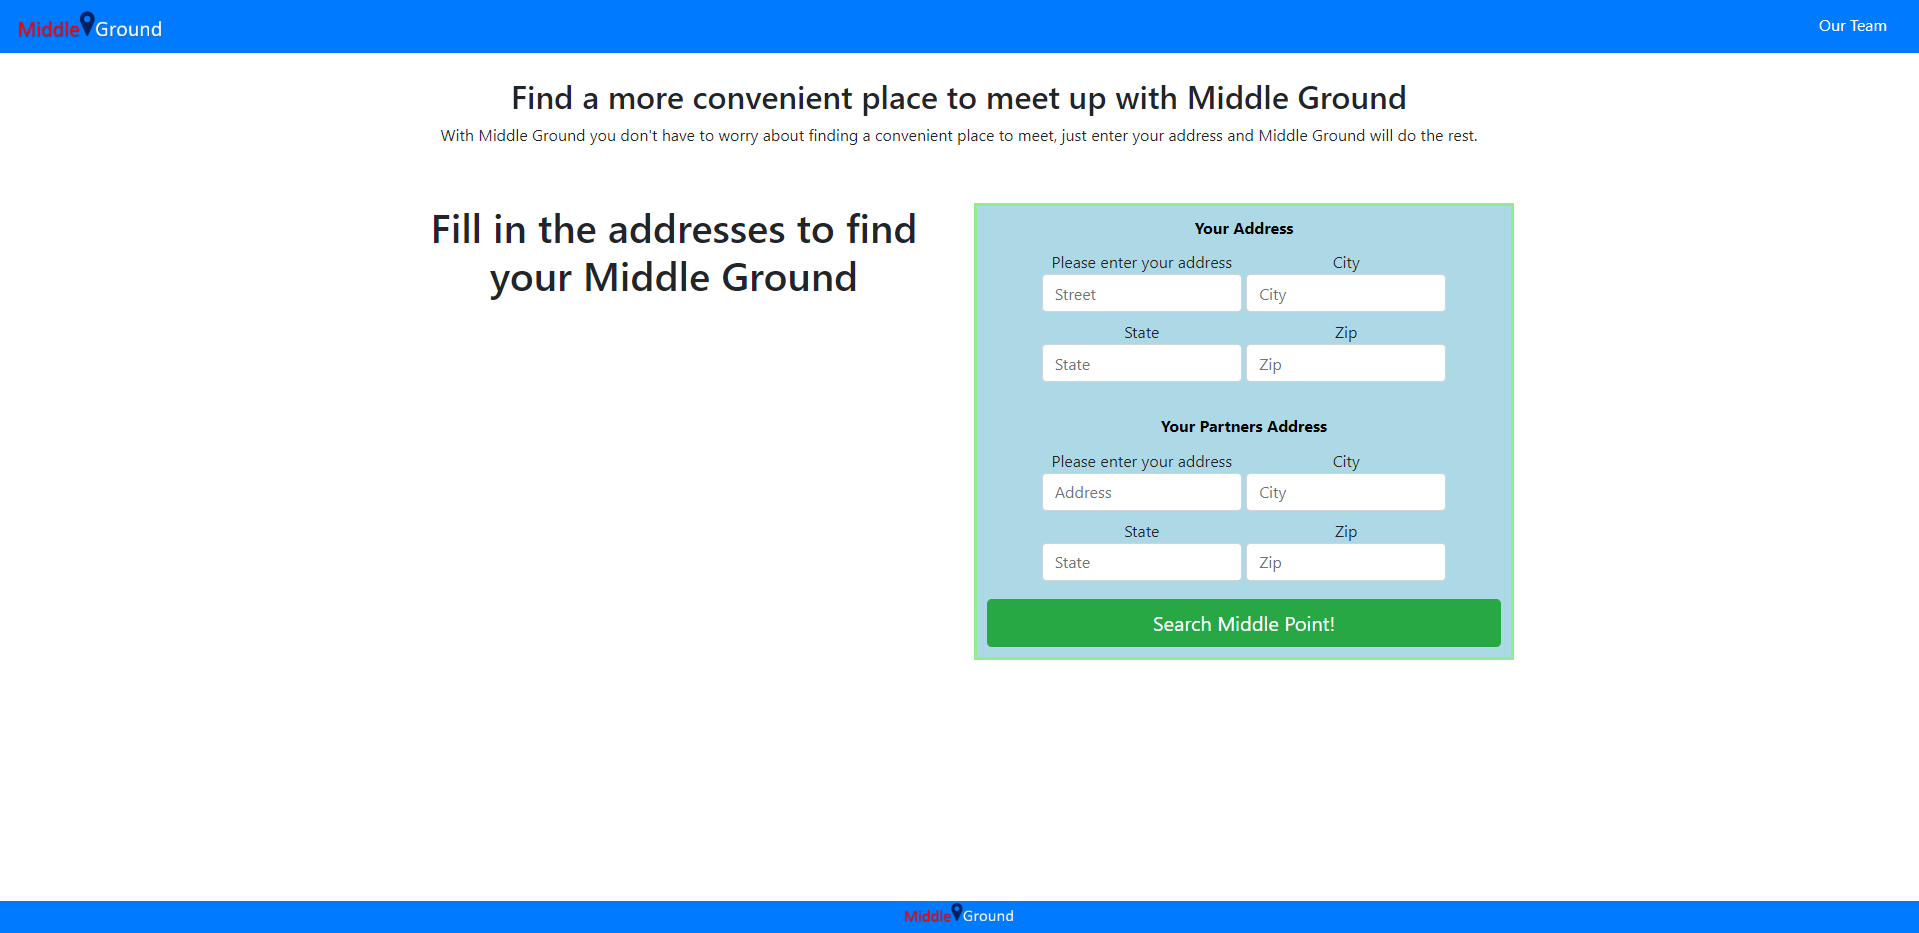 Middle Ground
Our Team
Find a more convenient place to meet up with Middle Ground
With Middle Ground you don't have to worry about finding a convenient place to meet, just enter your address and Middle Ground will do the rest.
Fill in the addresses to find
your Middle Ground
Your Address
Please enter your address City
Street City
State Zip
State Zip
Your Partners Address
Please enter your address City
Address City
State Zip
State Zip
Search Middle Point!
Middle Ground